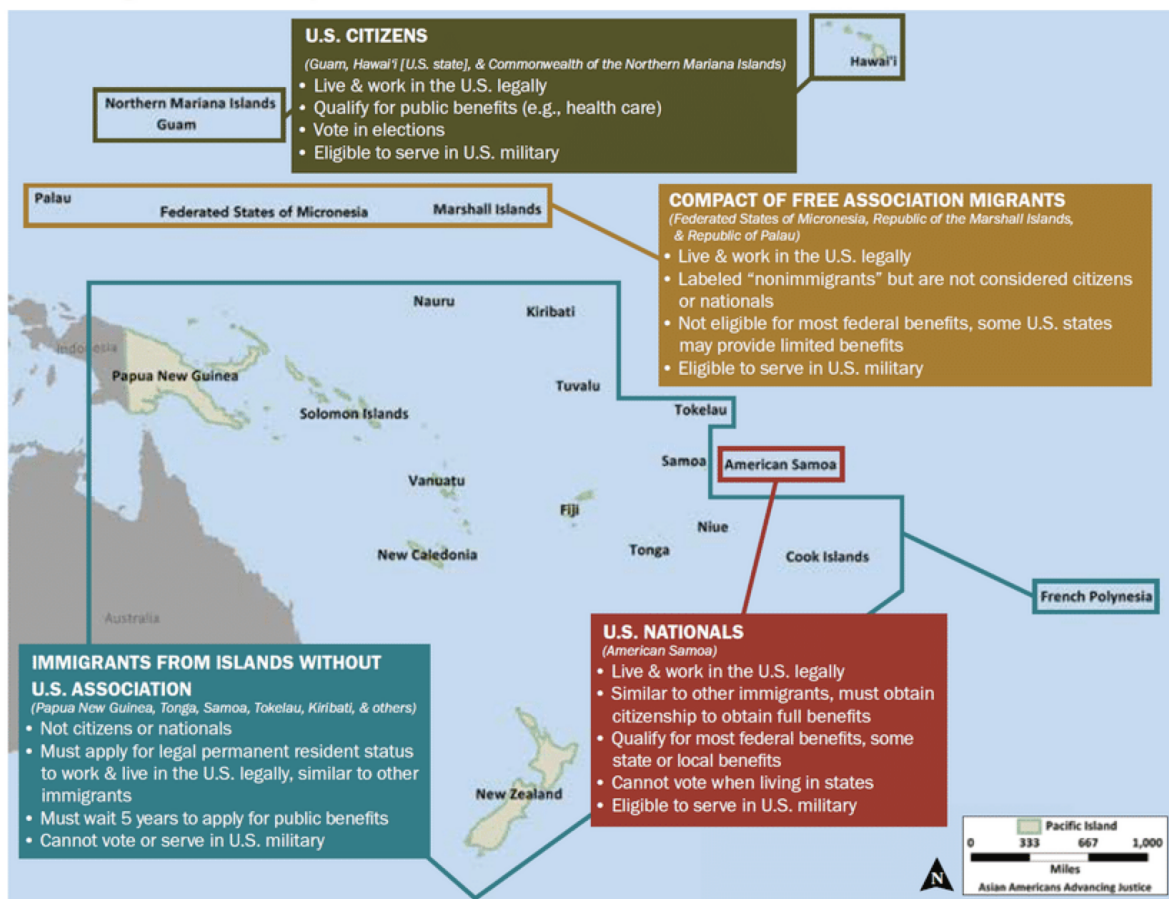 U.S. CITIZENS
(Guam, Hawai'i [U.S. state], & Commonwealth of the Northern Mariana Islands)
• Live & work in the U.S. legally
• Qualify for public benefits (e.g., health care)
• Vote in elections
• Eligible to serve in U.S. military
Hawai'i
Northern Mariana Islands
Guam
Palau
Federated States of Micronesia
Marshall Islands
COMPACT OF FREE ASSOCIATION MIGRANTS
(Federated States of Micronesia, Republic of the Marshall Islands,
& Republic of Palau)
• Live & work in the U.S. legally
• Labeled “nonimmigrants” but are not considered citizens
or nationals
• Not eligible for most federal benefits, some U.S. states
may provide limited benefits
• Eligible to serve in U.S. military
Nauru
Kiribati
Indonesia
Papua New Guinea
Tuvalu
Solomon Islands
Tokelau
Samoa
American Samoa
Vanuatu
Fiji
Niue
New Caledonia
Tonga
Cook Islands
French Polynesia
Australia
IMMIGRANTS FROM ISLANDS WITHOUT
U.S. ASSOCIATION
(Papua New Guinea, Tonga, Samoa, Tokelau, Kiribati, & others)
• Not citizens or nationals
• Must apply for legal permanent resident status
to work & live in the U.S. legally, similar to other
immigrants
• Must wait 5 years to apply for public benefits
• Cannot vote or serve in U.S. military
U.S. NATIONALS
(American Samoa)
• Live & work in the U.S. legally
• Similar to other immigrants, must obtain
citizenship to obtain full benefits
• Qualify for most federal benefits, some
state or local benefits
• Cannot vote when living in states
• Eligible to serve in U.S. military
New Zealand
N
Pacific Island
0 333 667 1,000
Miles
Asian Americans Advancing Justice